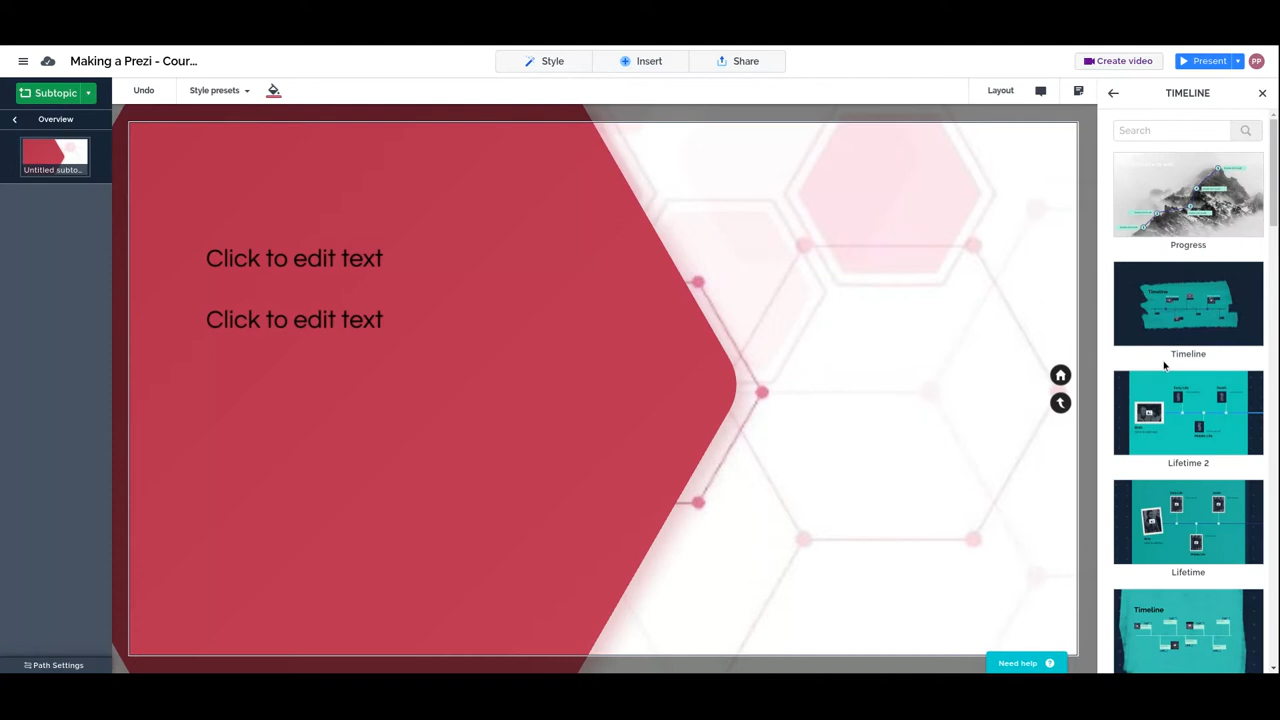 Making a Prezi - Cour...
Style
Insert
Share
Create video
Present
PP
Subtopic
Undo
Style presets
Layout
TIMELINE
Overview
Search
Untitled subto...
Progress
Click to edit text
Click to edit text
Timeline
Timeline
Lifetime 2
Lifetime
Timeline
Need help ?
Path Settings